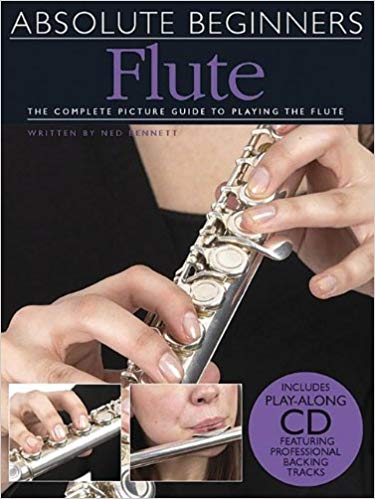 ABSOLUTE BEGINNERS
Flute
THE COMPLETE PICTURE GUIDE TO PLAYING THE FLUTE
WRITTEN BY NED BENNETT
INCLUDES
PLAY-ALONG
CD
FEATURING
PROFESSIONAL
BACKING
TRACKS